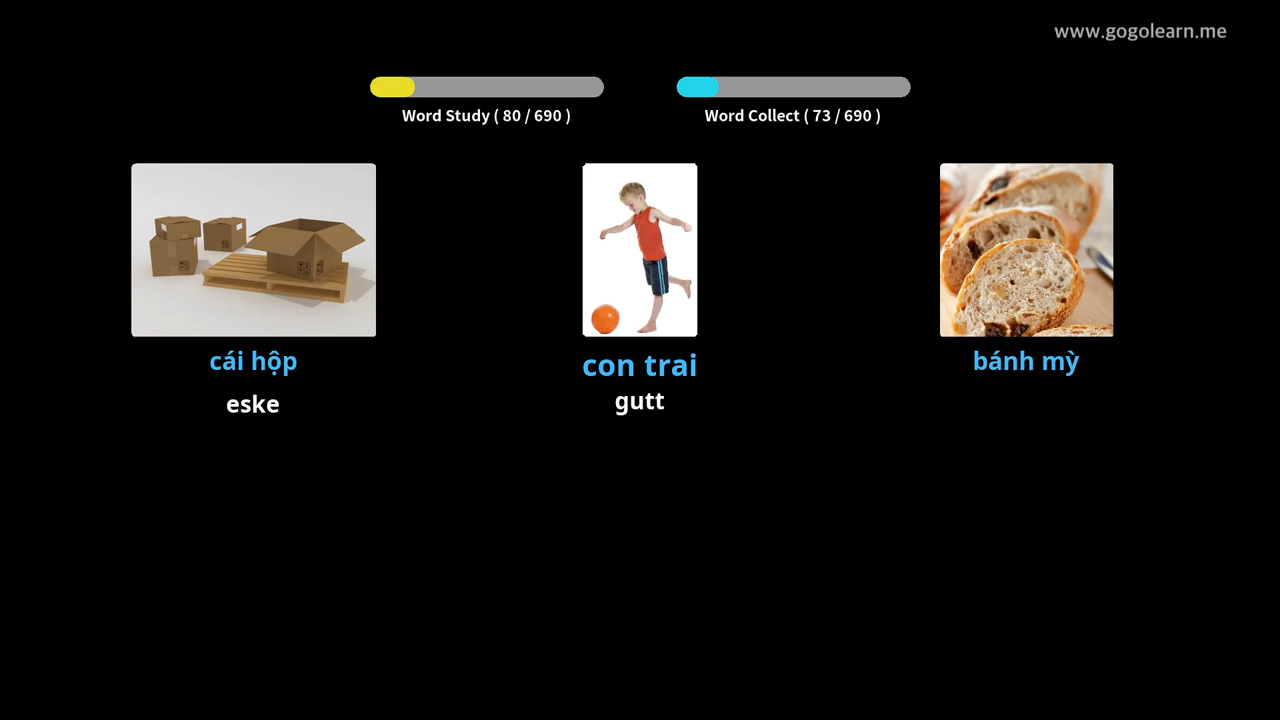 www.gogolearn.me
Word Study ( 80 / 690 )
Word Collect ( 73 / 690 )
cái hộp
con trai
bánh mỳ
eske
gutt